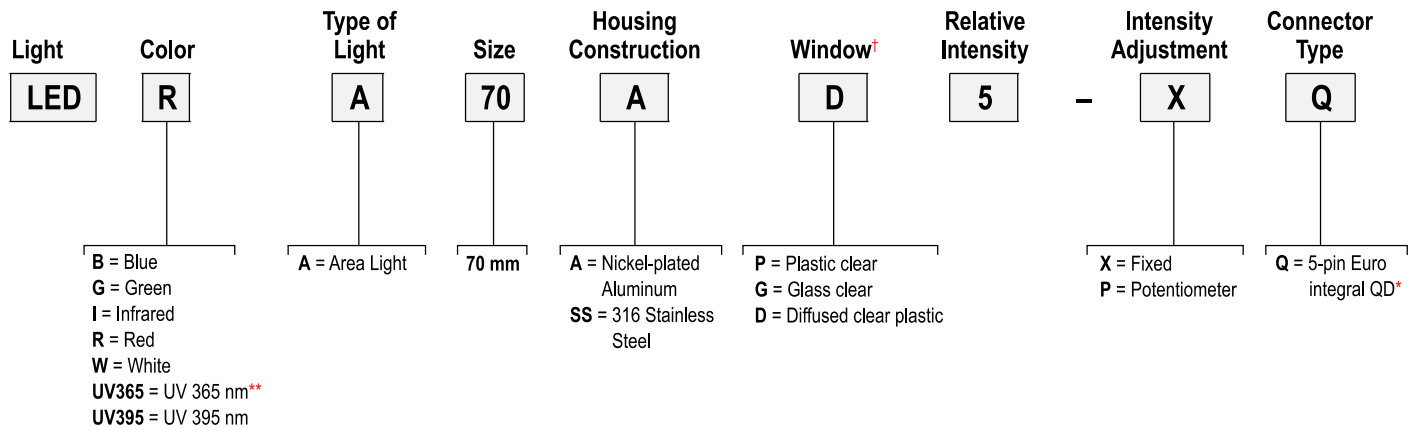 Light
Color
Type of
Light
Size
Housing
Construction
Window†
Relative
Intensity
Intensity
Adjustment
Connector
Type
LED
R
A
70
A
D
5
–
X
Q
B = Blue
G = Green
I = Infrared
R = Red
W = White
UV365 = UV 365 nm**
UV395 = UV 395 nm
A = Area Light
70 mm
A = Nickel-plated
Aluminum
SS = 316 Stainless
Steel
P = Plastic clear
G = Glass clear
D = Diffused clear plastic
X = Fixed
P = Potentiometer
Q = 5-pin Euro
integral QD*